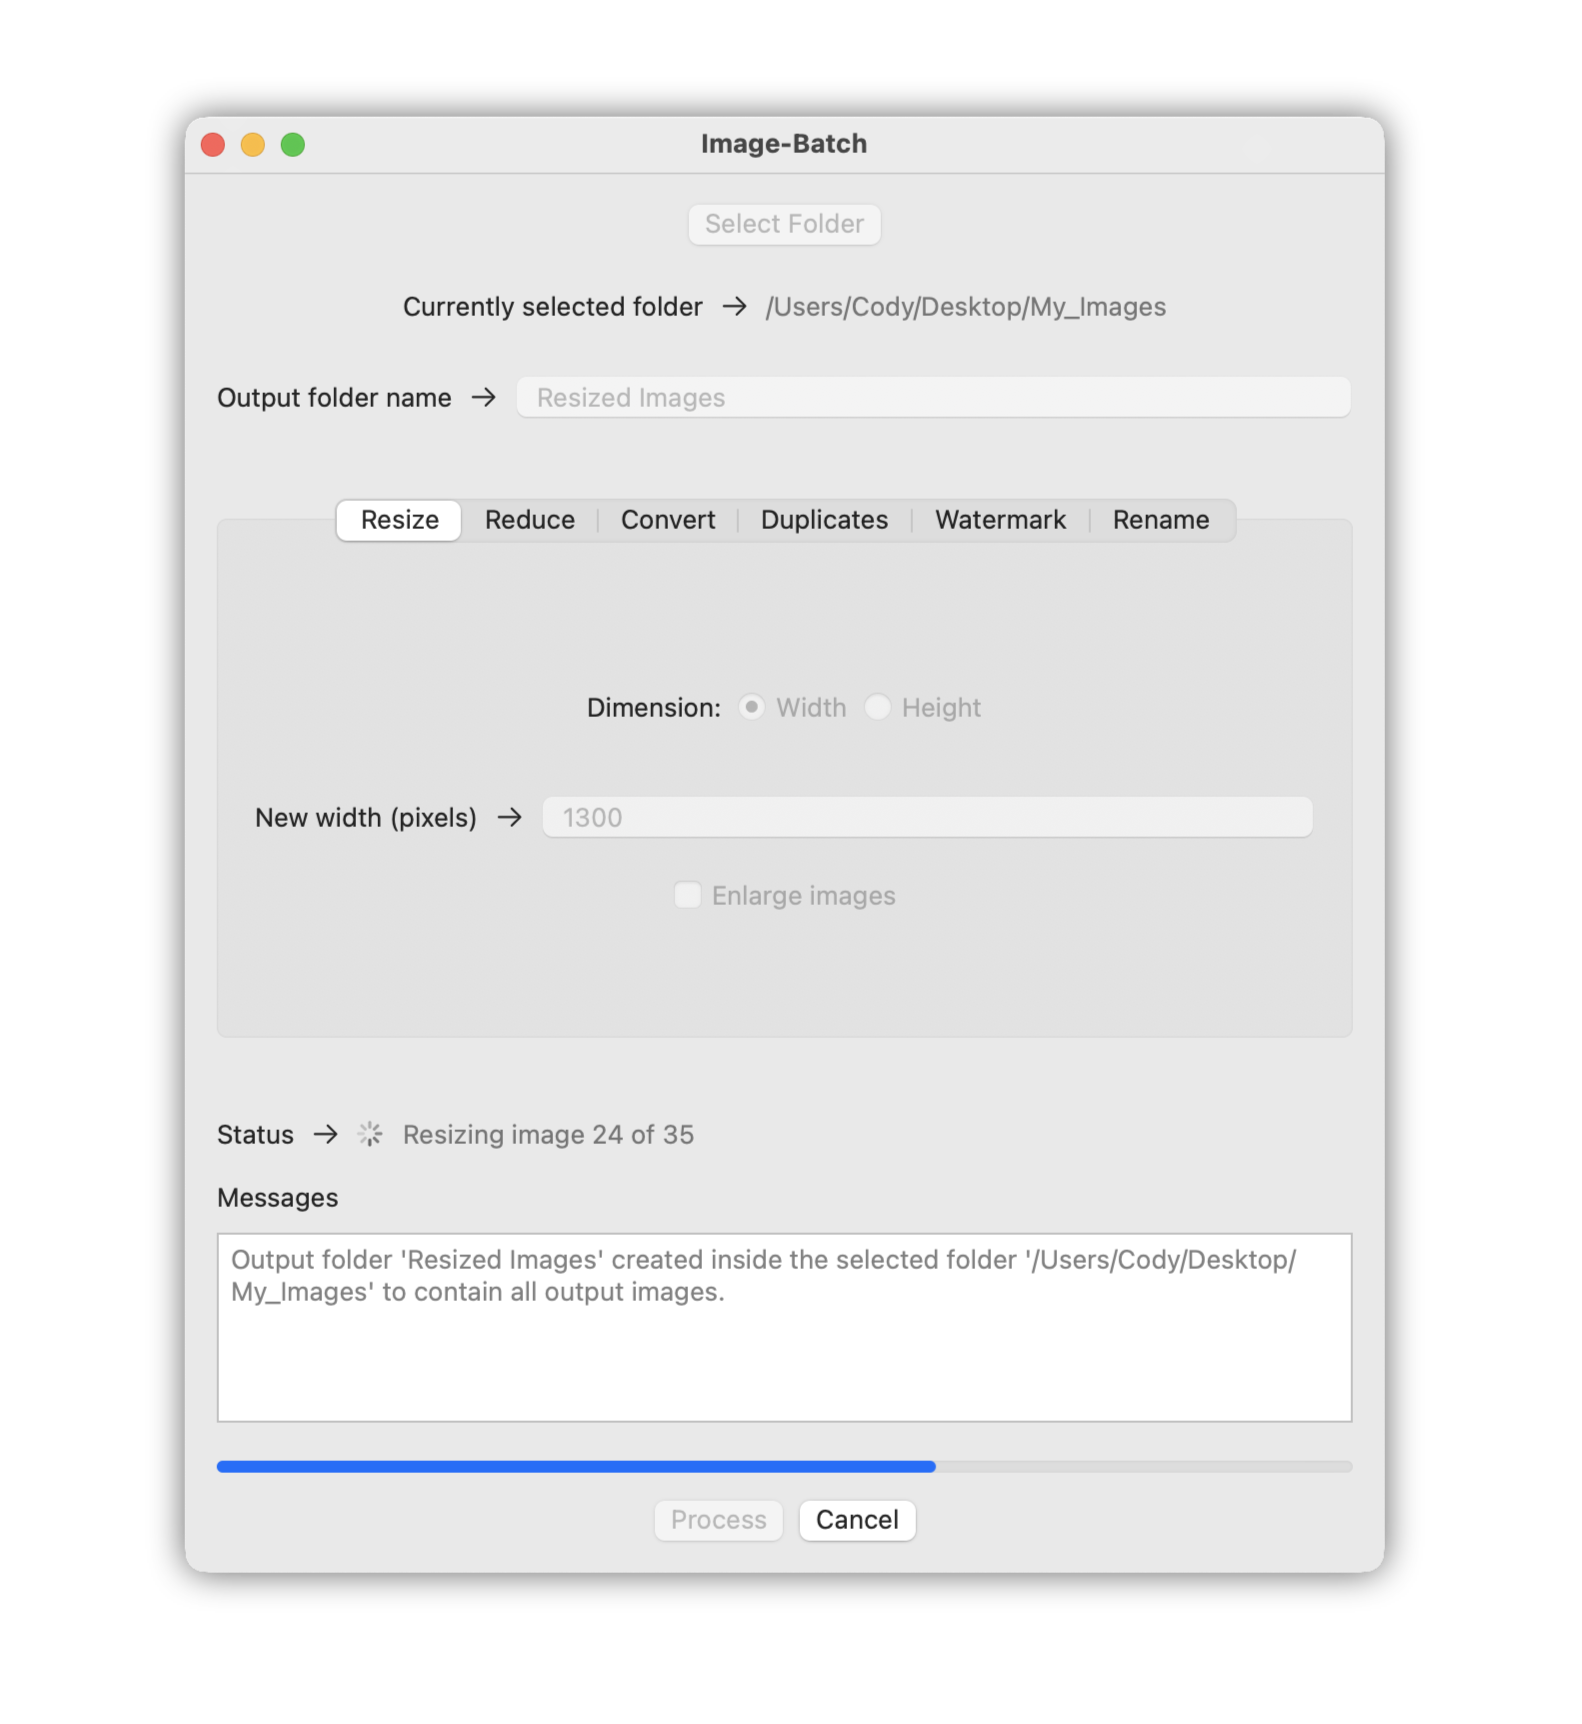 Image-Batch
Select Folder
Currently selected folder → /Users/Cody/Desktop/My_Images
Output folder name → Resized Images
Resize Reduce Convert Duplicates Watermark Rename
Dimension: Width Height
New width (pixels) → 1300
Enlarge images
Status → Resizing image 24 of 35
Messages
Output folder 'Resized Images' created inside the selected folder '/Users/Cody/Desktop/
My_Images' to contain all output images.
Process Cancel